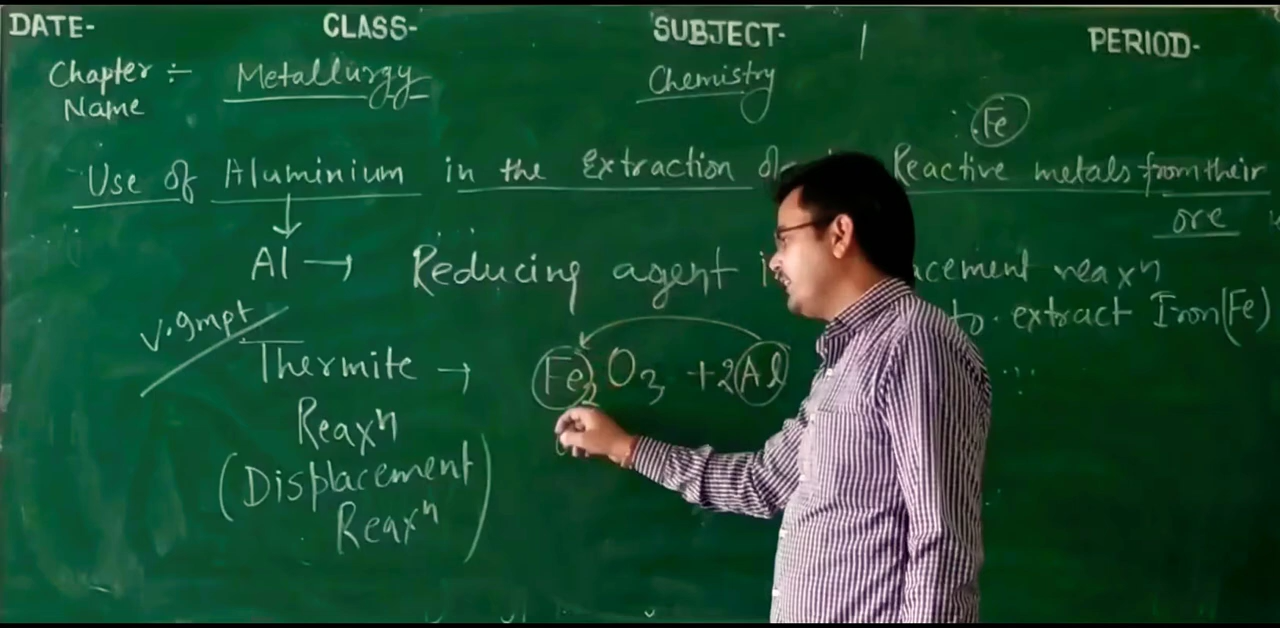 DATE- CLASS- SUBJECT- PERIOD-
Chapter ÷ Metallurgy Chemistry
Name
Fe
Use of Aluminium in the Extraction Reactive metals from their
ore
Al → Reducing agent acement reaxⁿ
to extract Iron(Fe)
V.Impt
Thermite → Fe₂O₃ + 2Al
Reaxⁿ
(Displacement
Reaxⁿ)